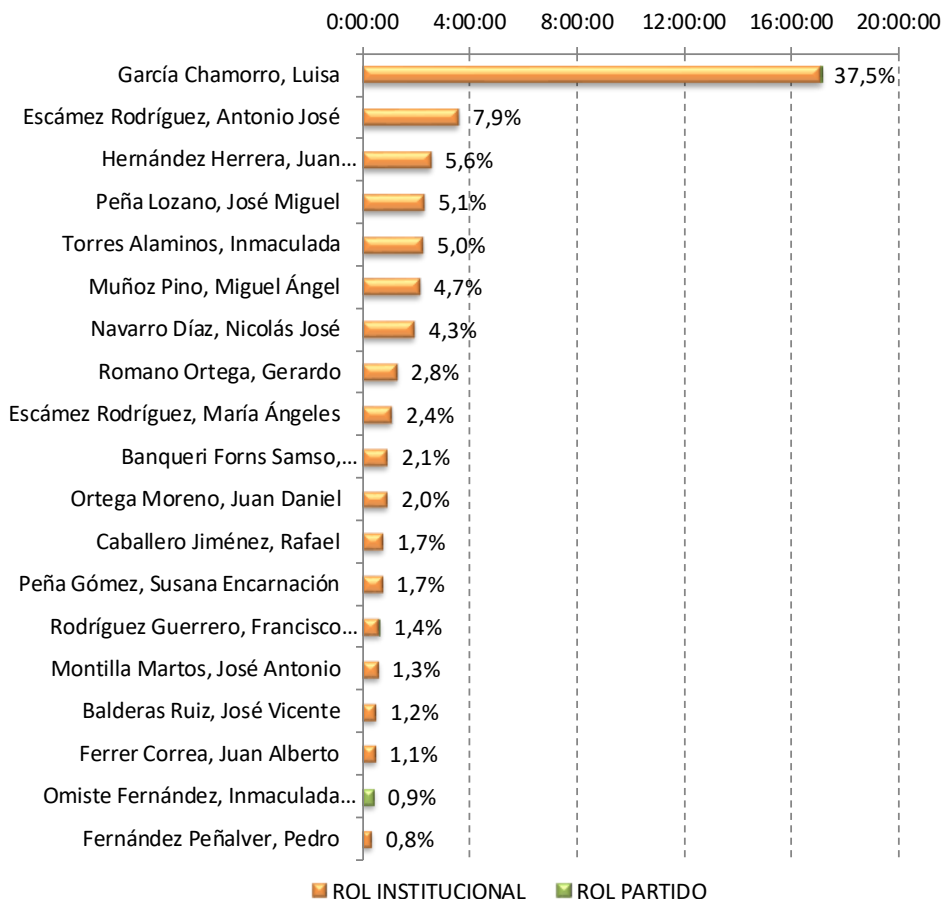 0:00:00 4:00:00 8:00:00 12:00:00 16:00:00 20:00:00
García Chamorro, Luisa 37,5%
Escámez Rodríguez, Antonio José 7,9%
Hernández Herrera, Juan... 5,6%
Peña Lozano, José Miguel 5,1%
Torres Alaminos, Inmaculada 5,0%
Muñoz Pino, Miguel Ángel 4,7%
Navarro Díaz, Nicolás José 4,3%
Romano Ortega, Gerardo 2,8%
Escámez Rodríguez, María Ángeles 2,4%
Banqueri Forns Samso,... 2,1%
Ortega Moreno, Juan Daniel 2,0%
Caballero Jiménez, Rafael 1,7%
Peña Gómez, Susana Encarnación 1,7%
Rodríguez Guerrero, Francisco... 1,4%
Montilla Martos, José Antonio 1,3%
Balderas Ruiz, José Vicente 1,2%
Ferrer Correa, Juan Alberto 1,1%
Omiste Fernández, Inmaculada... 0,9%
Fernández Peñalver, Pedro 0,8%
ROL INSTITUCIONAL ROL PARTIDO